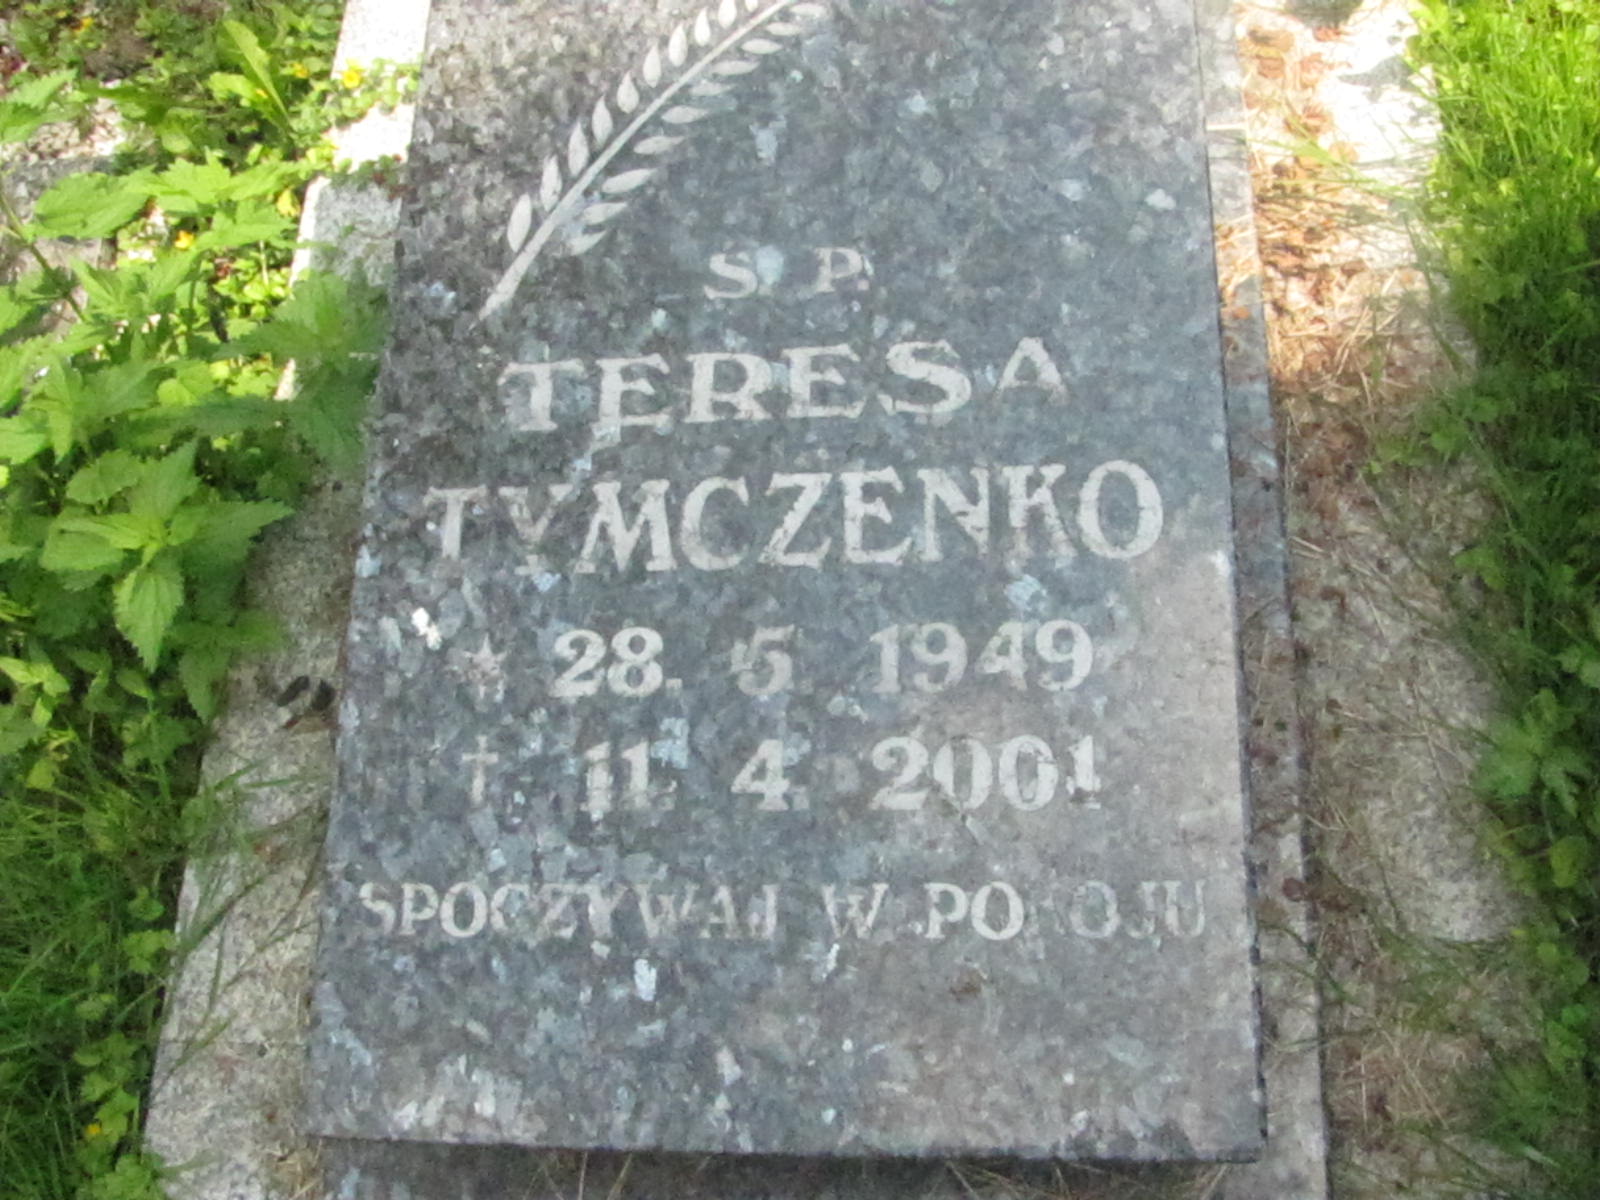 S. P.
TERESA
TYMCZENKO
* 28. 5. 1949
† 11. 4. 2001
SPOCZYWAJ W POKOJU